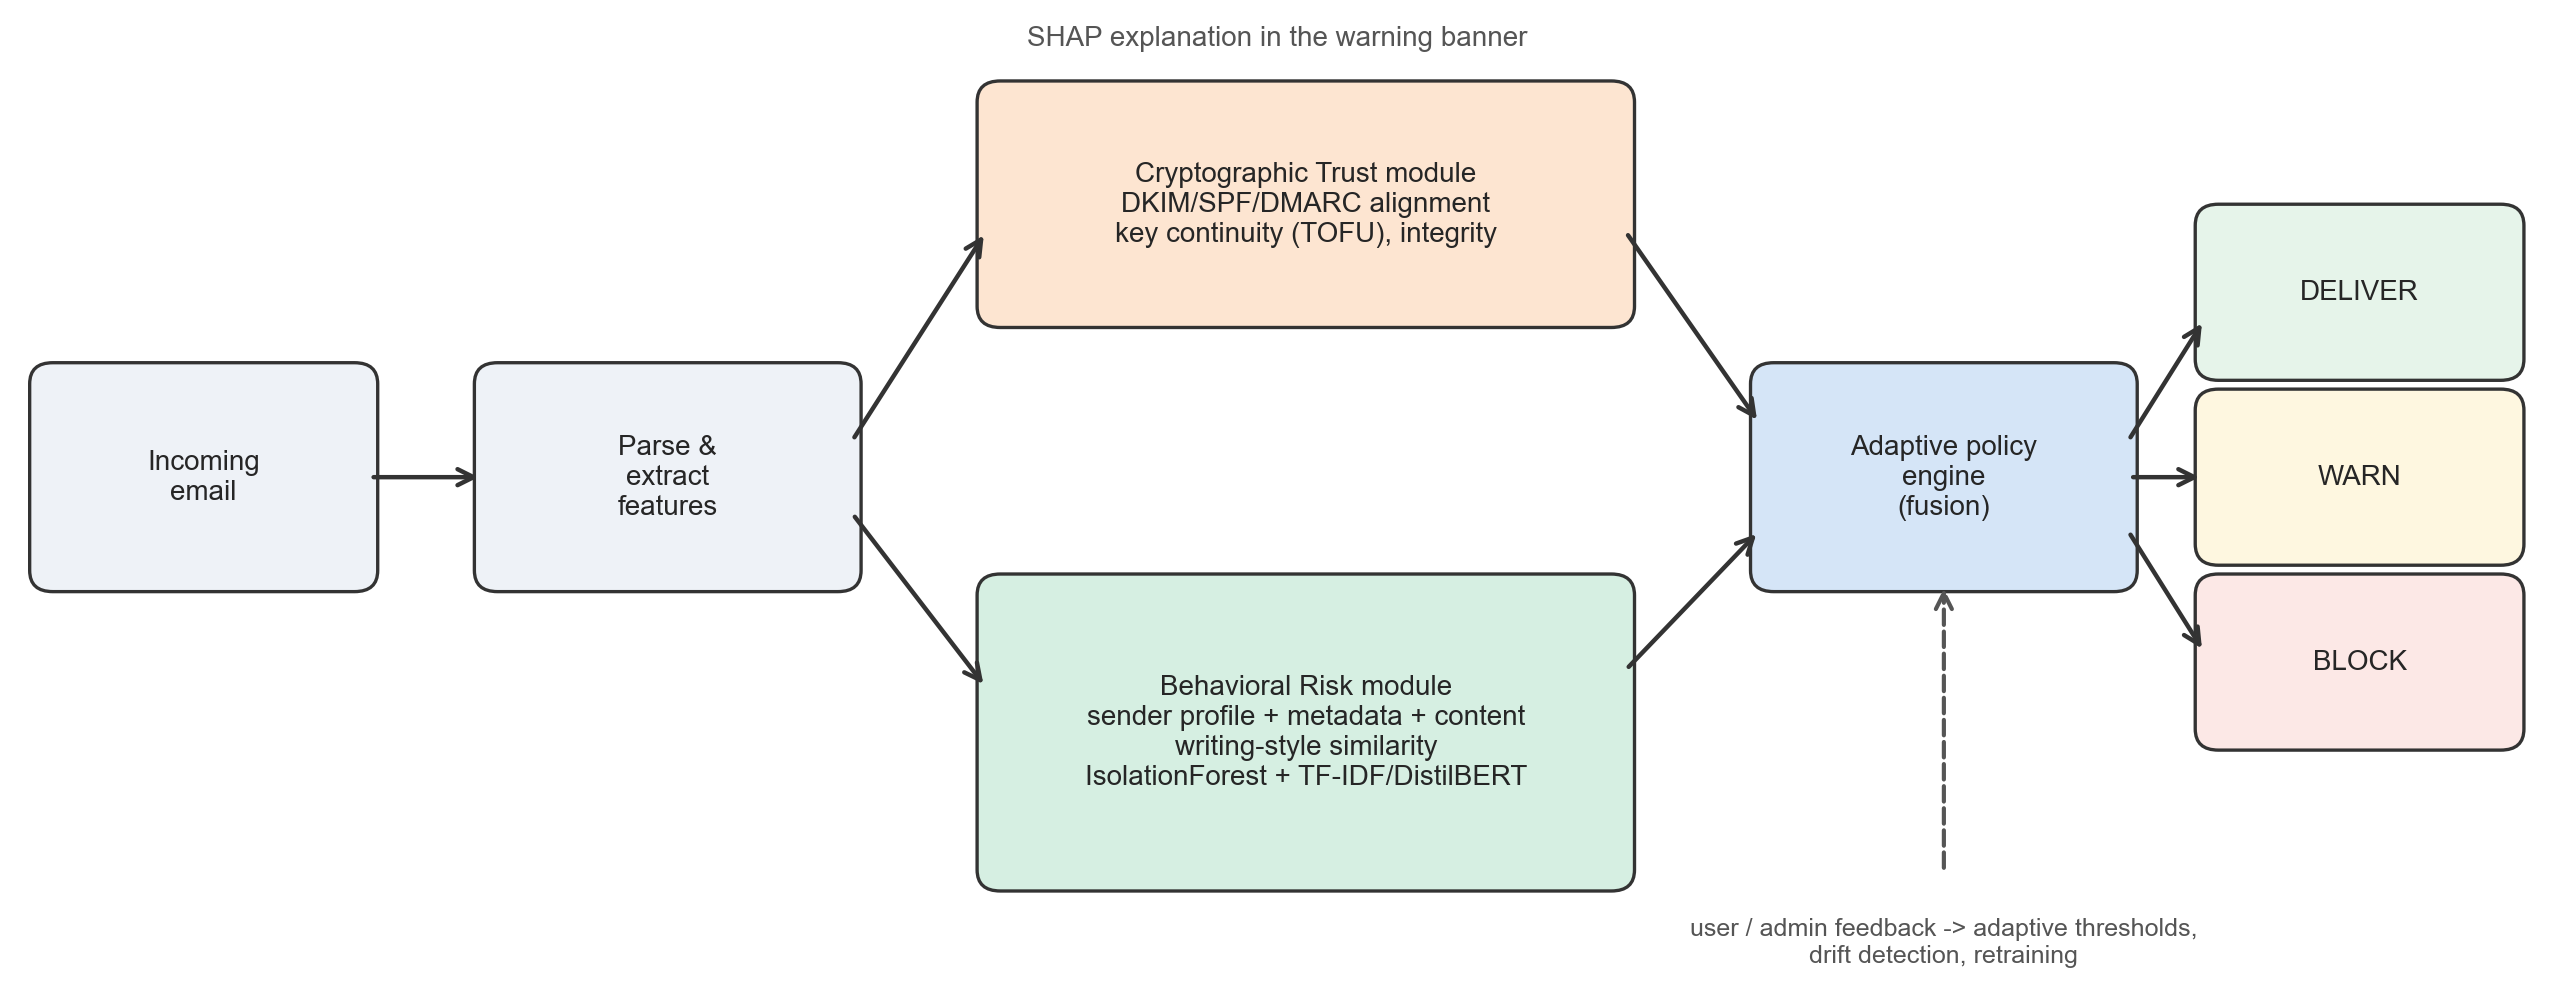 SHAP explanation in the warning banner
Incoming
email
Parse &
extract
features
Cryptographic Trust module
DKIM/SPF/DMARC alignment
key continuity (TOFU), integrity
Behavioral Risk module
sender profile + metadata + content
writing-style similarity
IsolationForest + TF-IDF/DistilBERT
Adaptive policy
engine
(fusion)
DELIVER
WARN
BLOCK
user / admin feedback -> adaptive thresholds,
drift detection, retraining